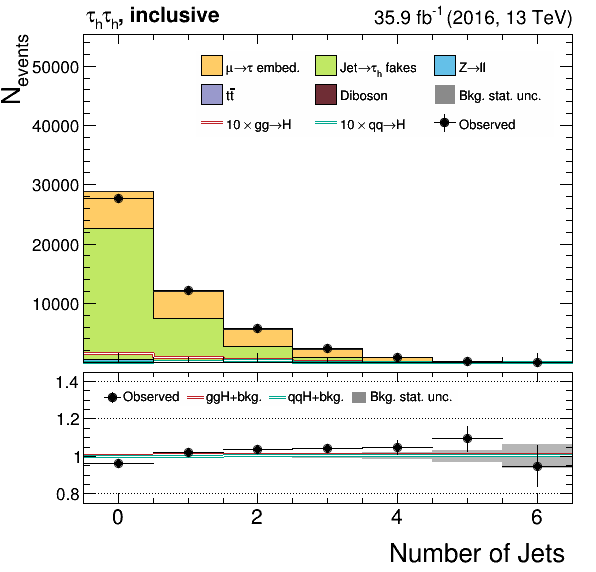 τhτh, inclusive 35.9 fb-1 (2016, 13 TeV)
Nevents
50000
40000
30000
20000
10000
μ→τ embed. Jet→τh fakes Z→ll
tt̅ Diboson Bkg. stat. unc.
10 × gg→H 10 × qq→H Observed
1.4
1.2
1
0.8
Observed ggH+bkg. qqH+bkg. Bkg. stat. unc.
0 2 4 6
Number of Jets